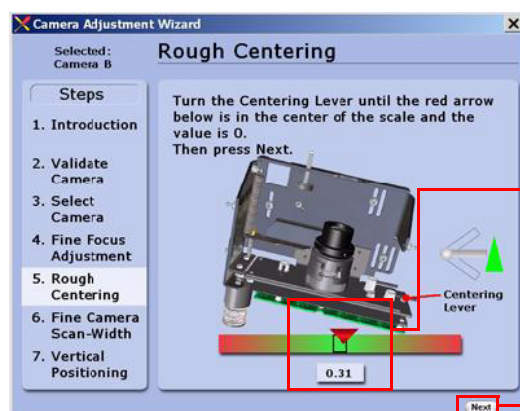 Camera Adjustment Wizard
Selected:
Camera B
Rough Centering
Steps
1. Introduction
2. Validate
Camera
3. Select
Camera
4. Fine Focus
Adjustment
5. Rough
Centering
6. Fine Camera
Scan-Width
7. Vertical
Positioning
Turn the Centering Lever until the red arrow
below is in the center of the scale and the
value is 0.
Then press Next.
Centering
Lever
0.31
Next